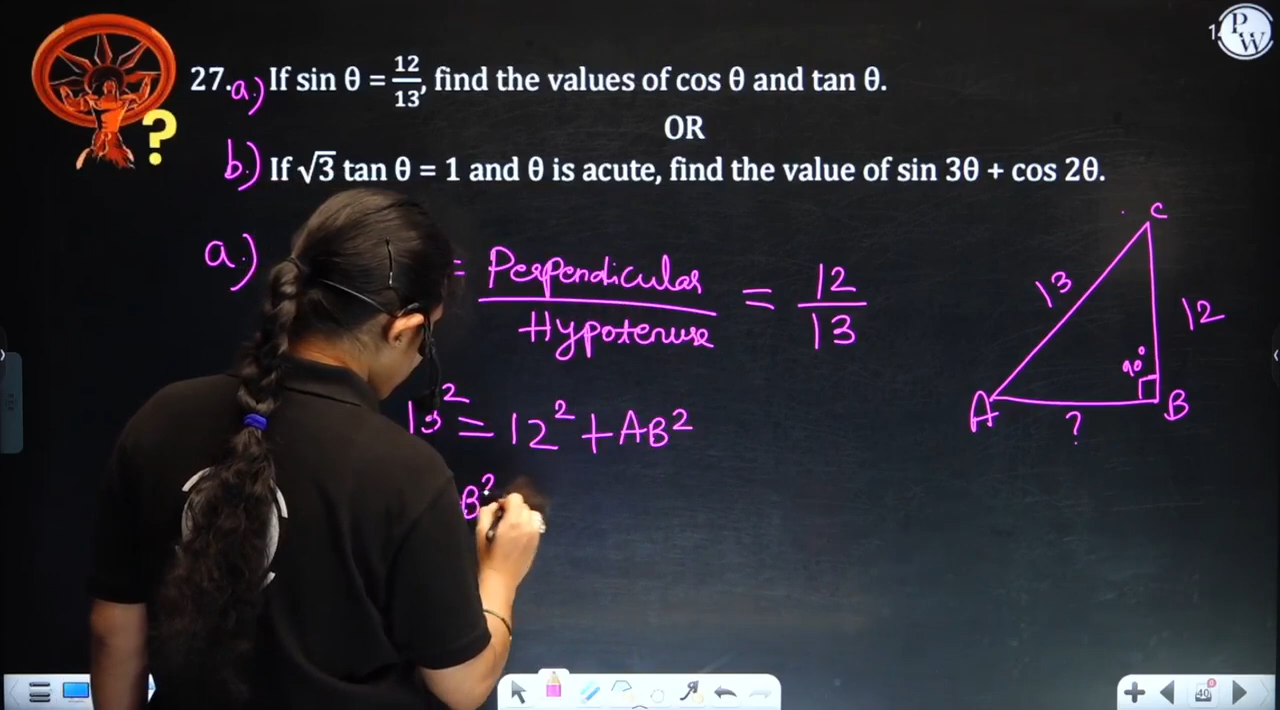 27. a.) If sin θ = 12/13, find the values of cos θ and tan θ.
OR
b.) If √3 tan θ = 1 and θ is acute, find the value of sin 3θ + cos 2θ.
a.) = Perpendicular/Hypotenuse = 12/13
13² = 12² + AB²
B²
C
13
12
90°
A
B
?
?
PW
40